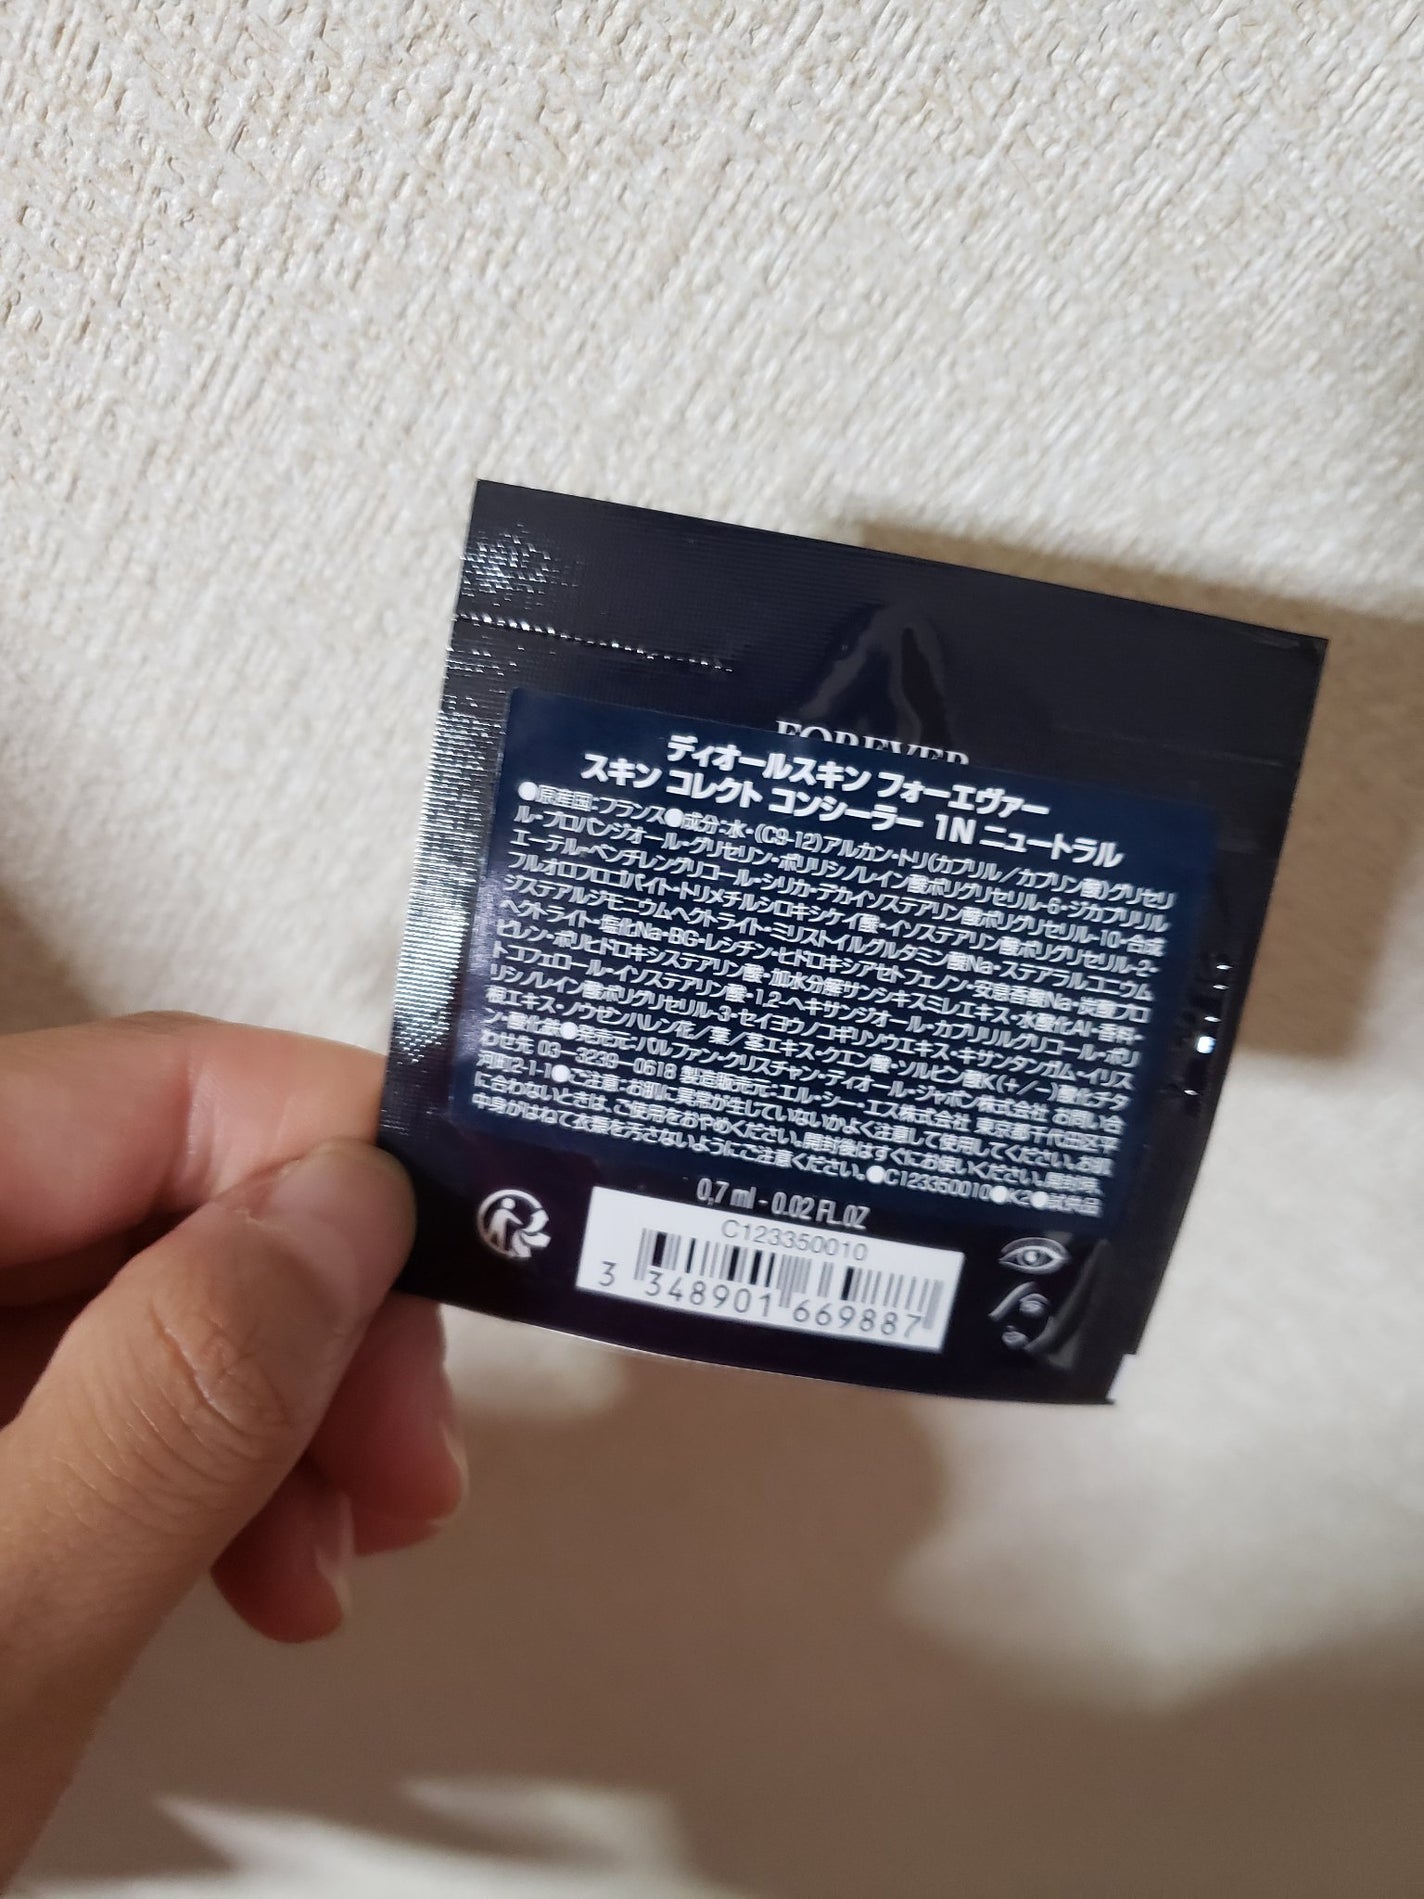 FOREVER
ディオールスキン フォーエヴァー
スキン コレクト コンシーラー 1N ニュートラル
●原産国:フランス●成分:水・(C9-12)アルカン・トリ(カプリル/カプリン酸)グリセリ
ル・プロパンジオール・グリセリン・ポリリシノレイン酸ポリグリセリル-6・ジカプリリル
エーテル・ペンチレングリコール・シリカ・デカイソステアリン酸ポリグリセリル-10・合成
フルオロフロゴパイト・トリメチルシロキシケイ酸・イソステアリン酸ポリグリセリル-2・
ジステアルジモニウムヘクトライト・ミリストイルグルタミン酸Na・ステアラルコニウム
ヘクトライト・塩化Na・BG・レシチン・ヒドロキシアセトフェノン・安息香酸Na・炭酸プロ
ピレン・ポリヒドロキシステアリン酸・加水分解サンシキスミレエキス・水酸化Al・香料・
トコフェロール・イソステアリン酸・1,2-ヘキサンジオール・カプリリルグリコール・ポリ
リシノレイン酸ポリグリセリル-3・セイヨウノコギリソウエキス・キサンタンガム・イリス
根エキス・ノウゼンハレン花/葉/茎エキス・クエン酸・ソルビン酸K(+/-)酸化チタ
ン・酸化鉄●発売元:パルファン・クリスチャン・ディオール・ジャポン株式会社 お問い合
わせ先 03-3239-0618 製造販売元:エル・シー・エス株式会社 東京都千代田区平
河町2-1-1●ご注意:お肌に異常が生じていないかよく注意して使用してください。お肌
に合わないときは、ご使用をおやめください。開封後はすぐにお使いください。開封時、
中身がはねて衣服を汚さないようにご注意ください。●C123350010●K2●試供品
0,7 ml - 0.02 FL.OZ
C123350010
3 348901 669887